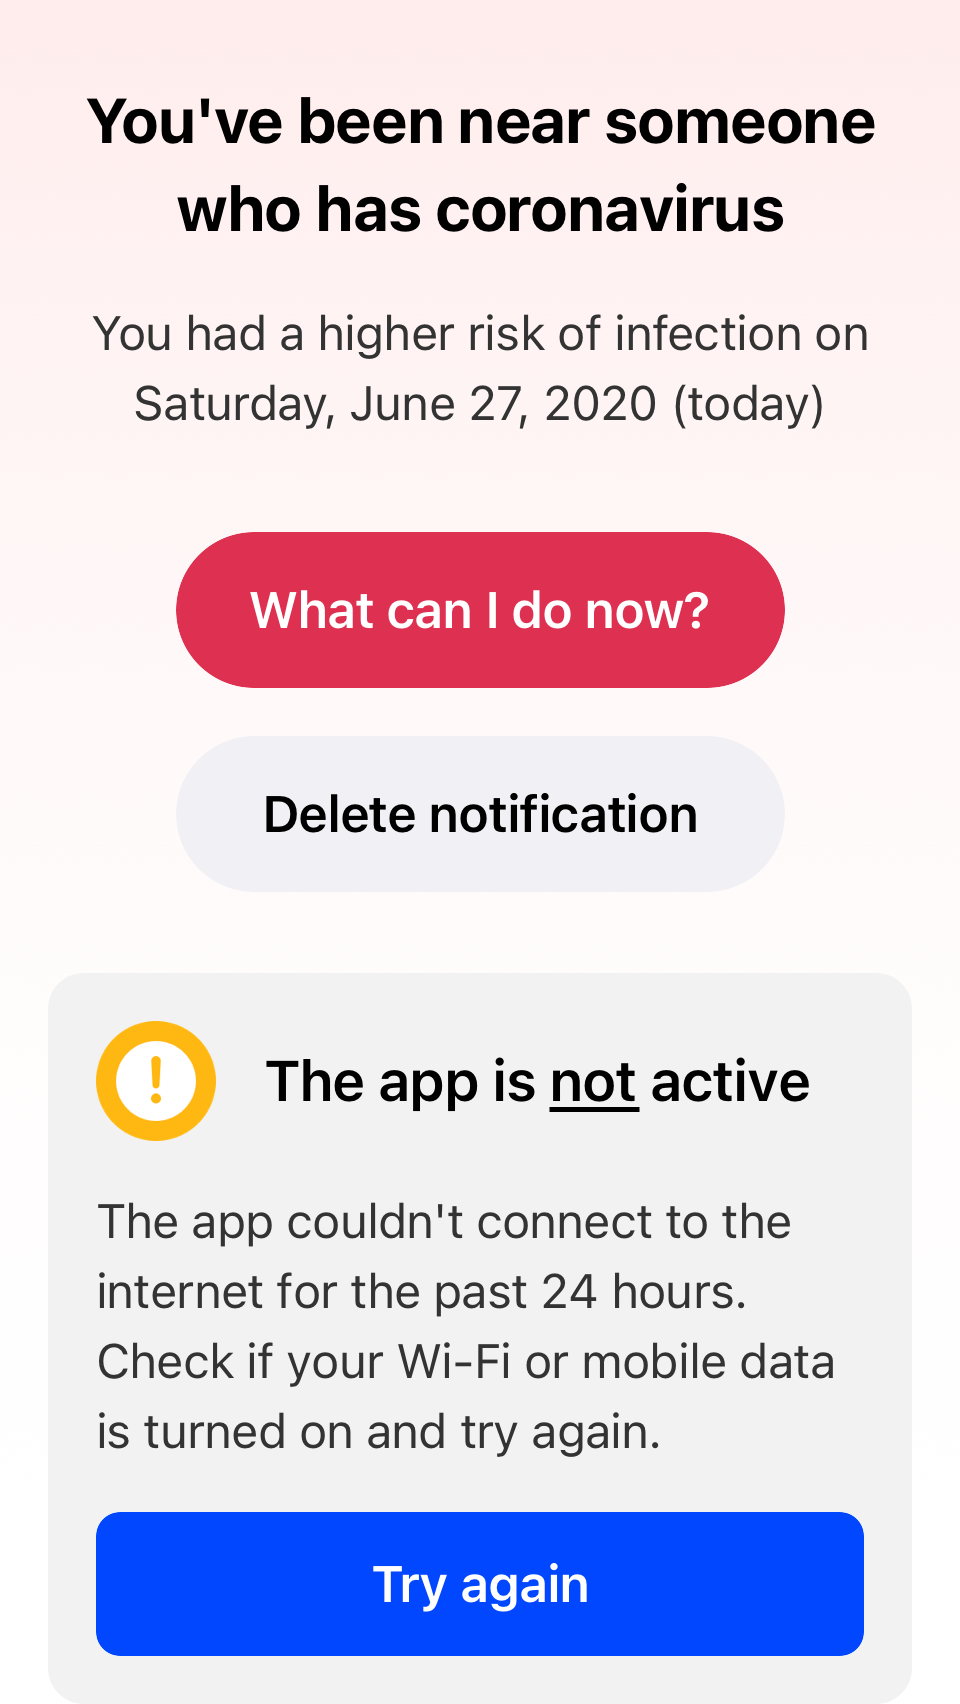 You've been near someone
who has coronavirus
You had a higher risk of infection on
Saturday, June 27, 2020 (today)
What can I do now?
Delete notification
!
The app is not active
The app couldn't connect to the
internet for the past 24 hours.
Check if your Wi-Fi or mobile data
is turned on and try again.
Try again